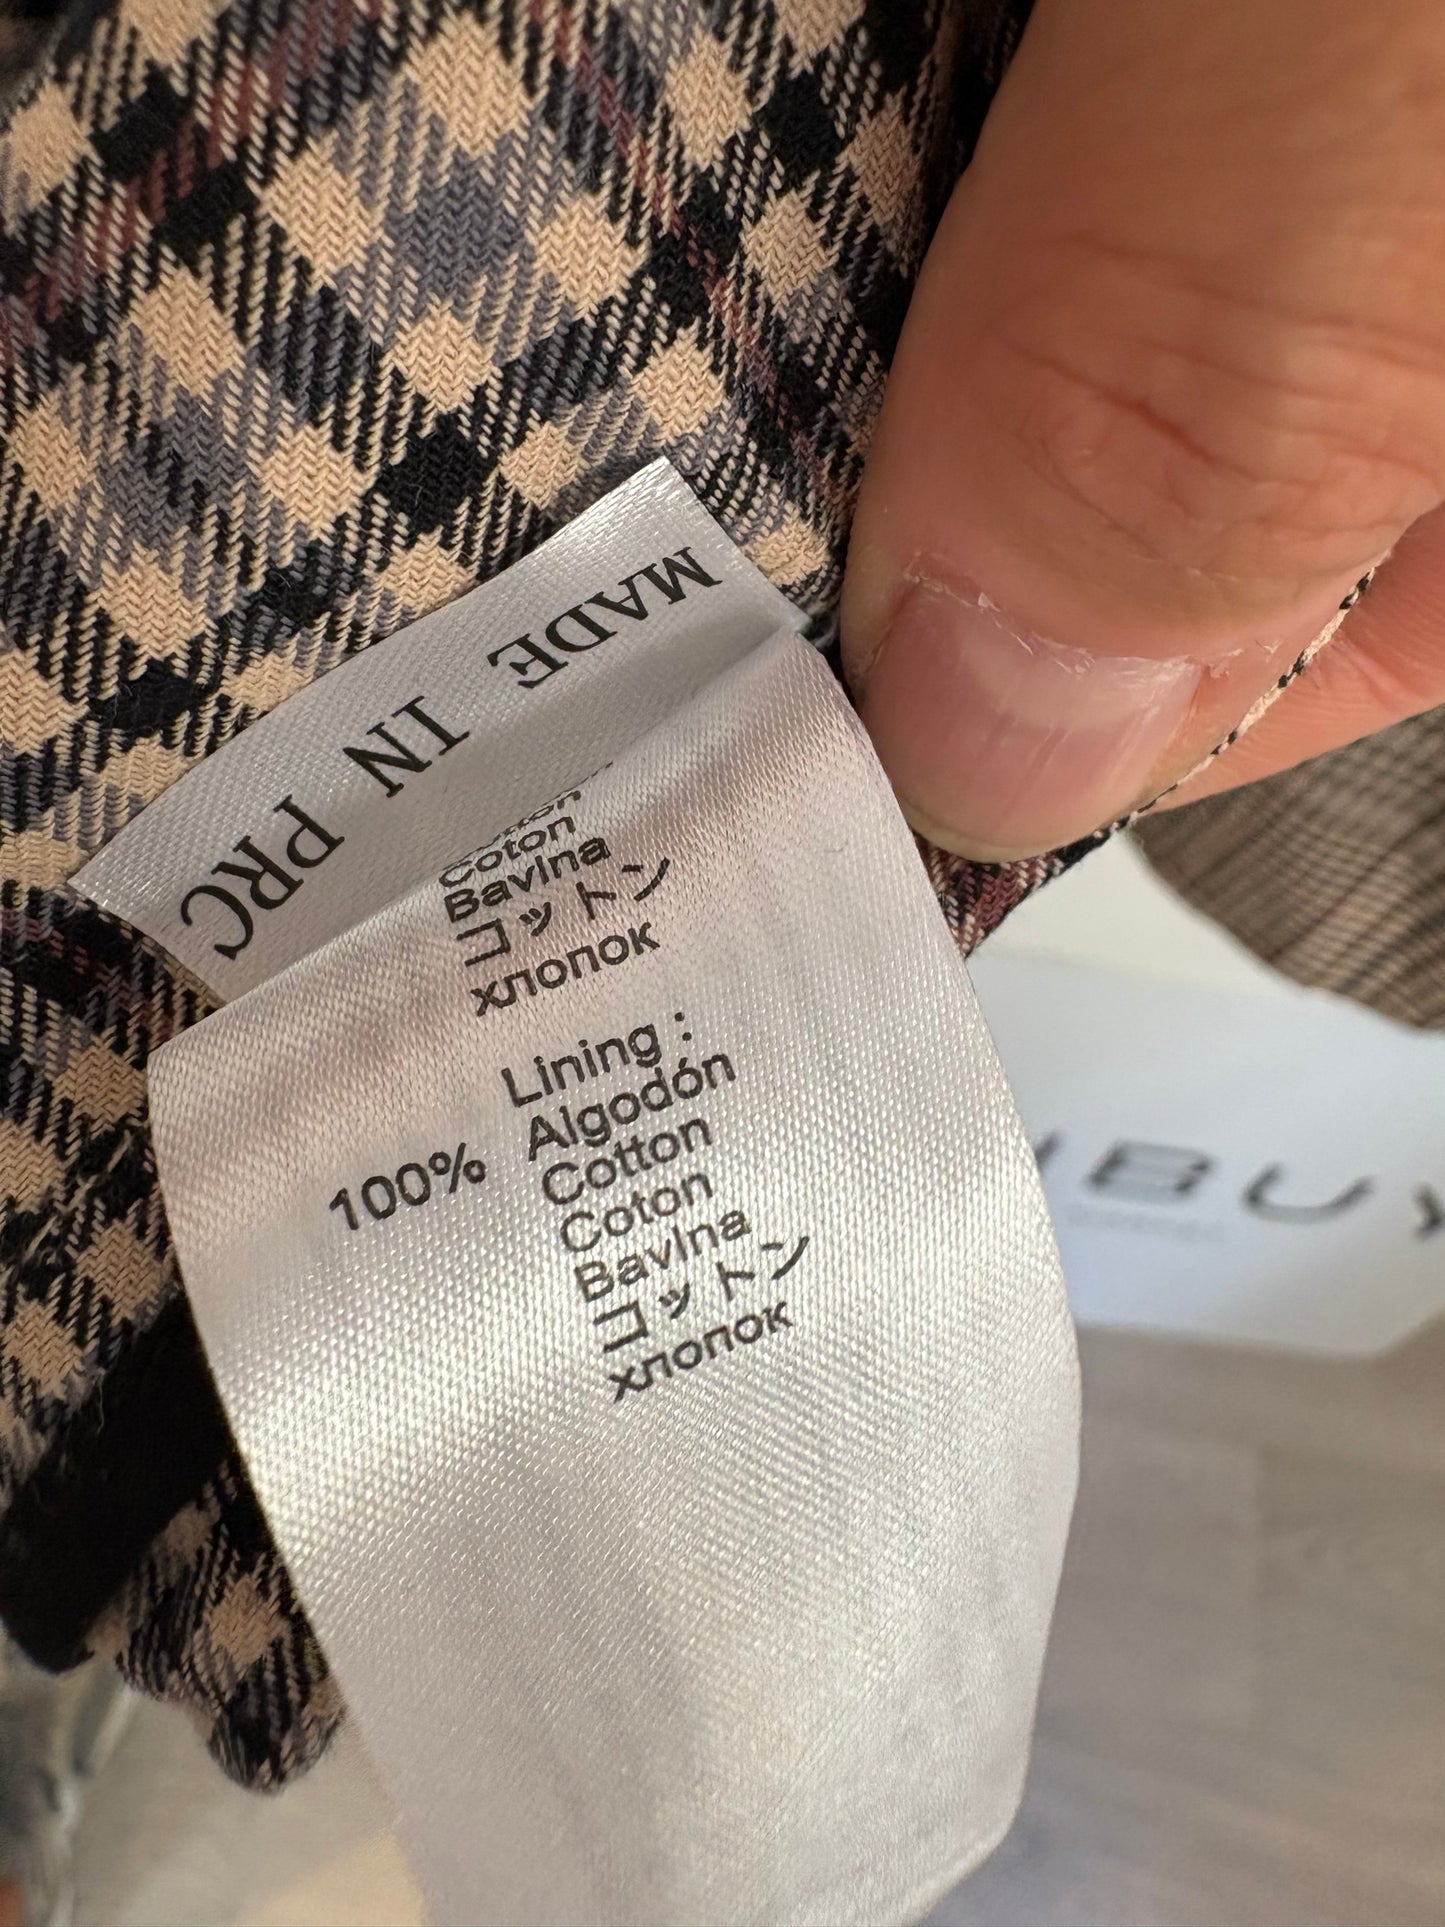 MADE IN PRC
Coton
Bavlna
コットン
хлопок
Lining :
100% Algodón
Cotton
Coton
Bavlna
コットン
хлопок